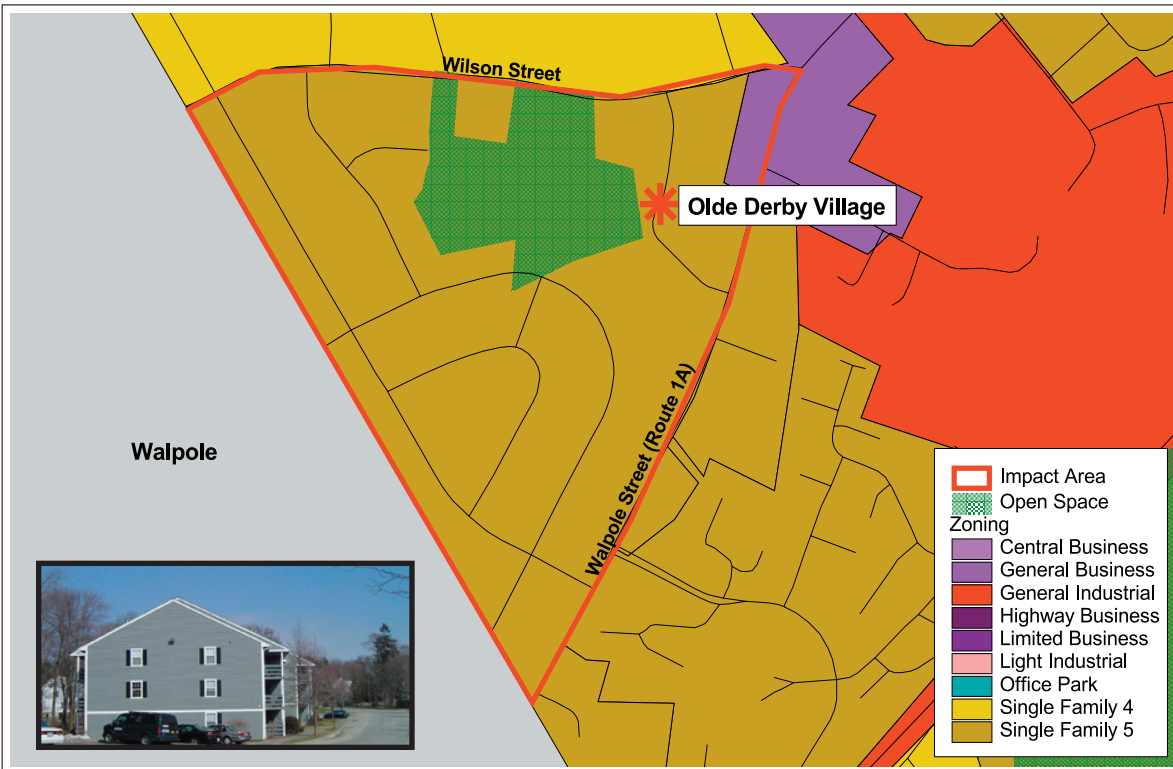 Wilson Street
Olde Derby Village
Walpole Street (Route 1A)
Walpole
Impact Area
Open Space
Zoning
Central Business
General Business
General Industrial
Highway Business
Limited Business
Light Industrial
Office Park
Single Family 4
Single Family 5